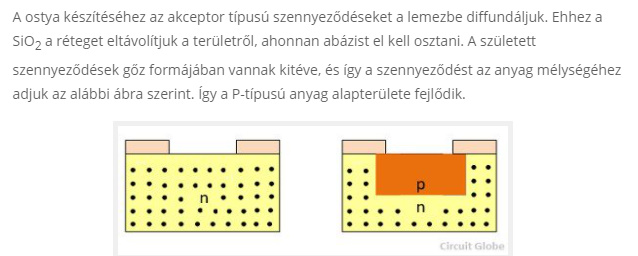 A ostya készítéséhez az akceptor típusú szennyeződéseket a lemezbe diffundáljuk. Ehhez a
SiO₂ a réteget eltávolítjuk a területről, ahonnan abázist el kell osztani. A született
szennyeződések gőz formájában vannak kitéve, és így a szennyeződést az anyag mélységéhez
adjuk az alábbi ábra szerint. Így a P-típusú anyag alapterülete fejlődik.
n
p
n
Circuit Globe